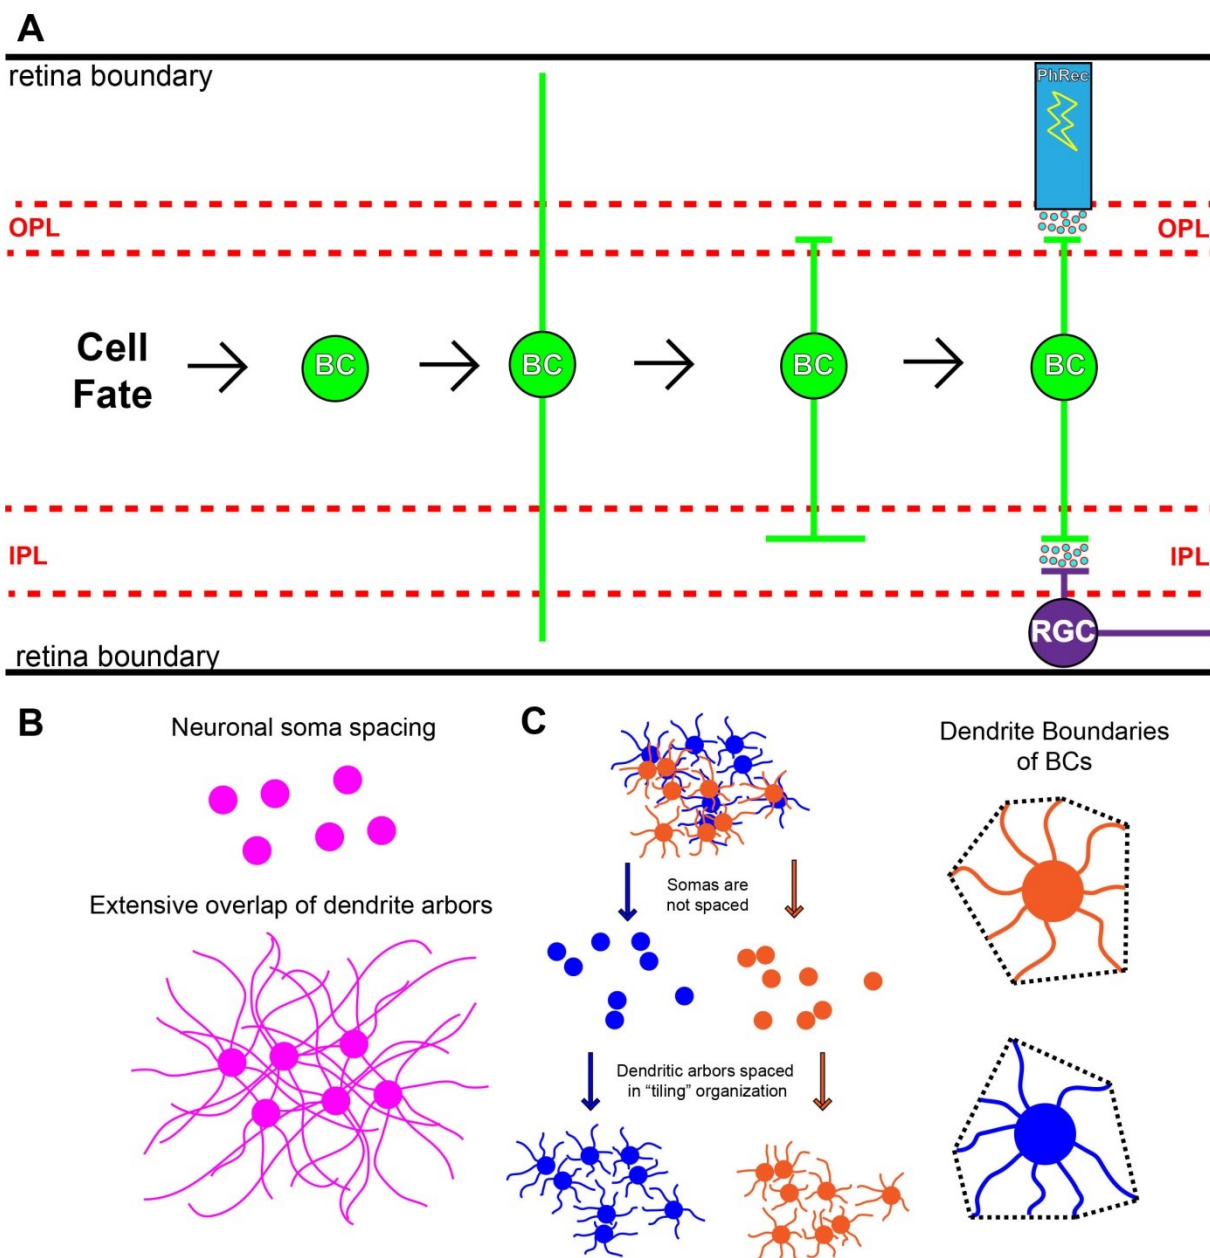 A
retina boundary
PhRec
OPL
OPL
Cell
Fate
BC
BC
BC
BC
IPL
IPL
RGC
retina boundary
B
Neuronal soma spacing
Extensive overlap of dendrite arbors
C
Somas are
not spaced
Dendritic arbors spaced
in “tiling” organization
Dendrite Boundaries
of BCs